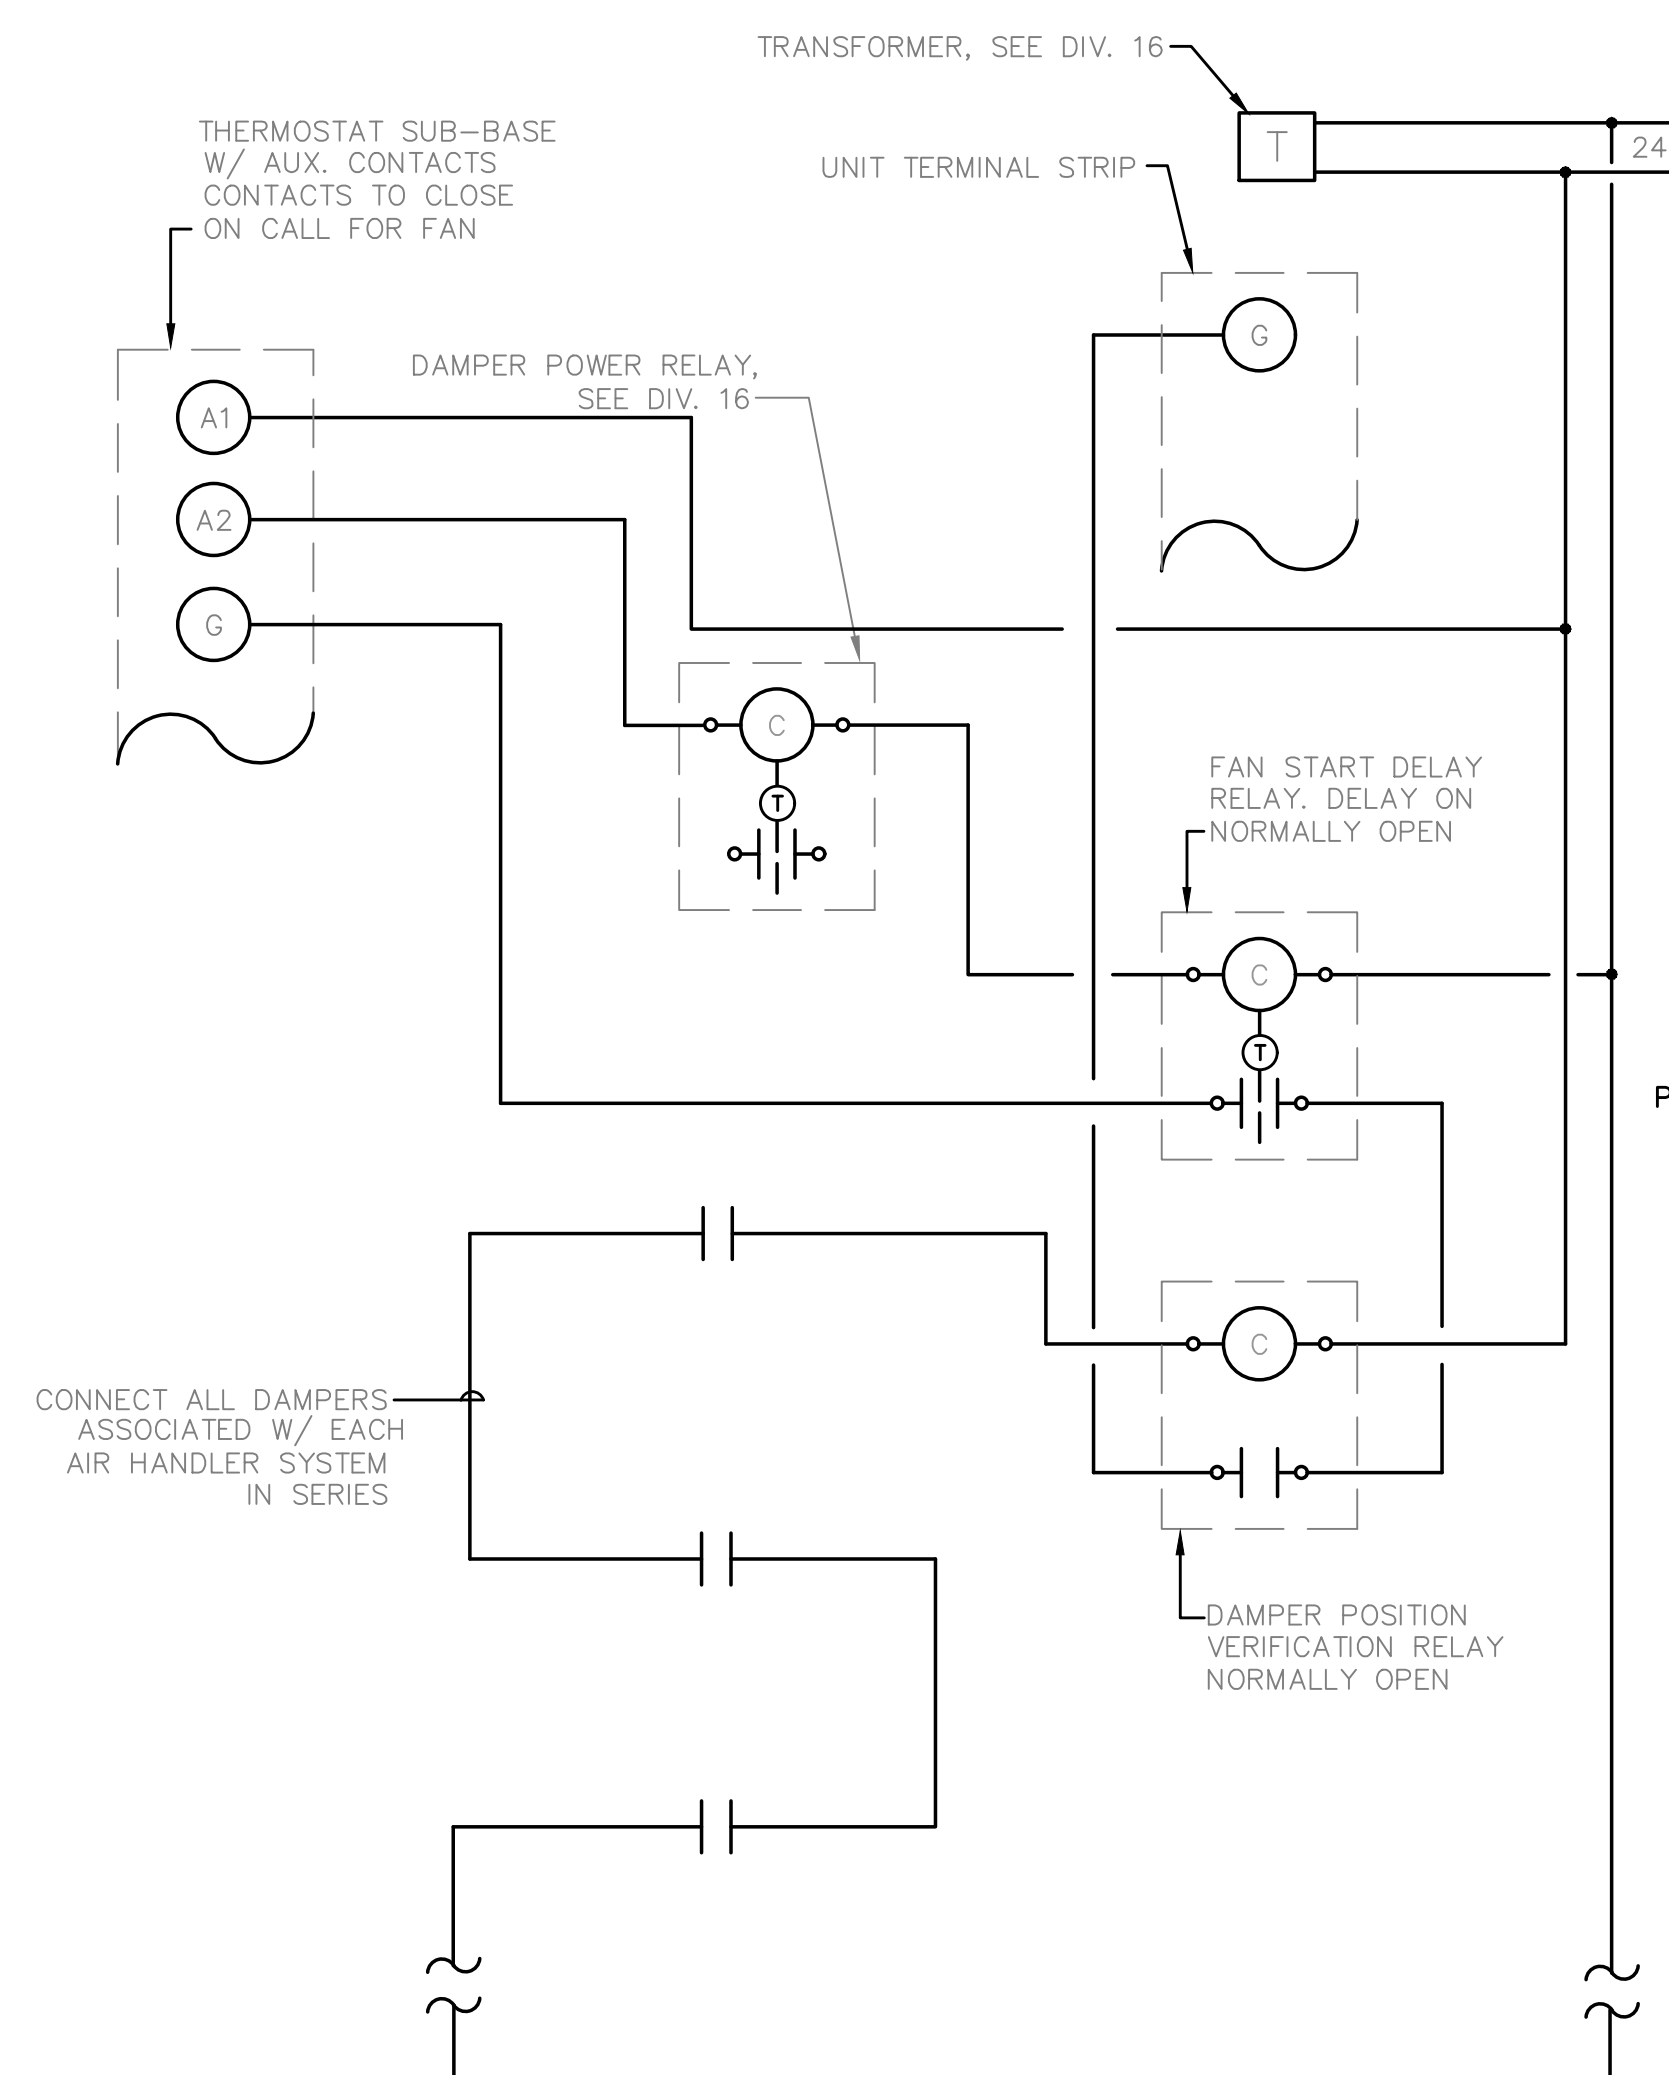 TRANSFORMER, SEE DIV. 16
T
24
THERMOSTAT SUB-BASE
W/ AUX. CONTACTS
CONTACTS TO CLOSE
ON CALL FOR FAN
UNIT TERMINAL STRIP
G
DAMPER POWER RELAY,
SEE DIV. 16
A1
A2
G
C
T
FAN START DELAY
RELAY. DELAY ON
NORMALLY OPEN
C
T
P
C
CONNECT ALL DAMPERS
ASSOCIATED W/ EACH
AIR HANDLER SYSTEM
IN SERIES
DAMPER POSITION
VERIFICATION RELAY
NORMALLY OPEN